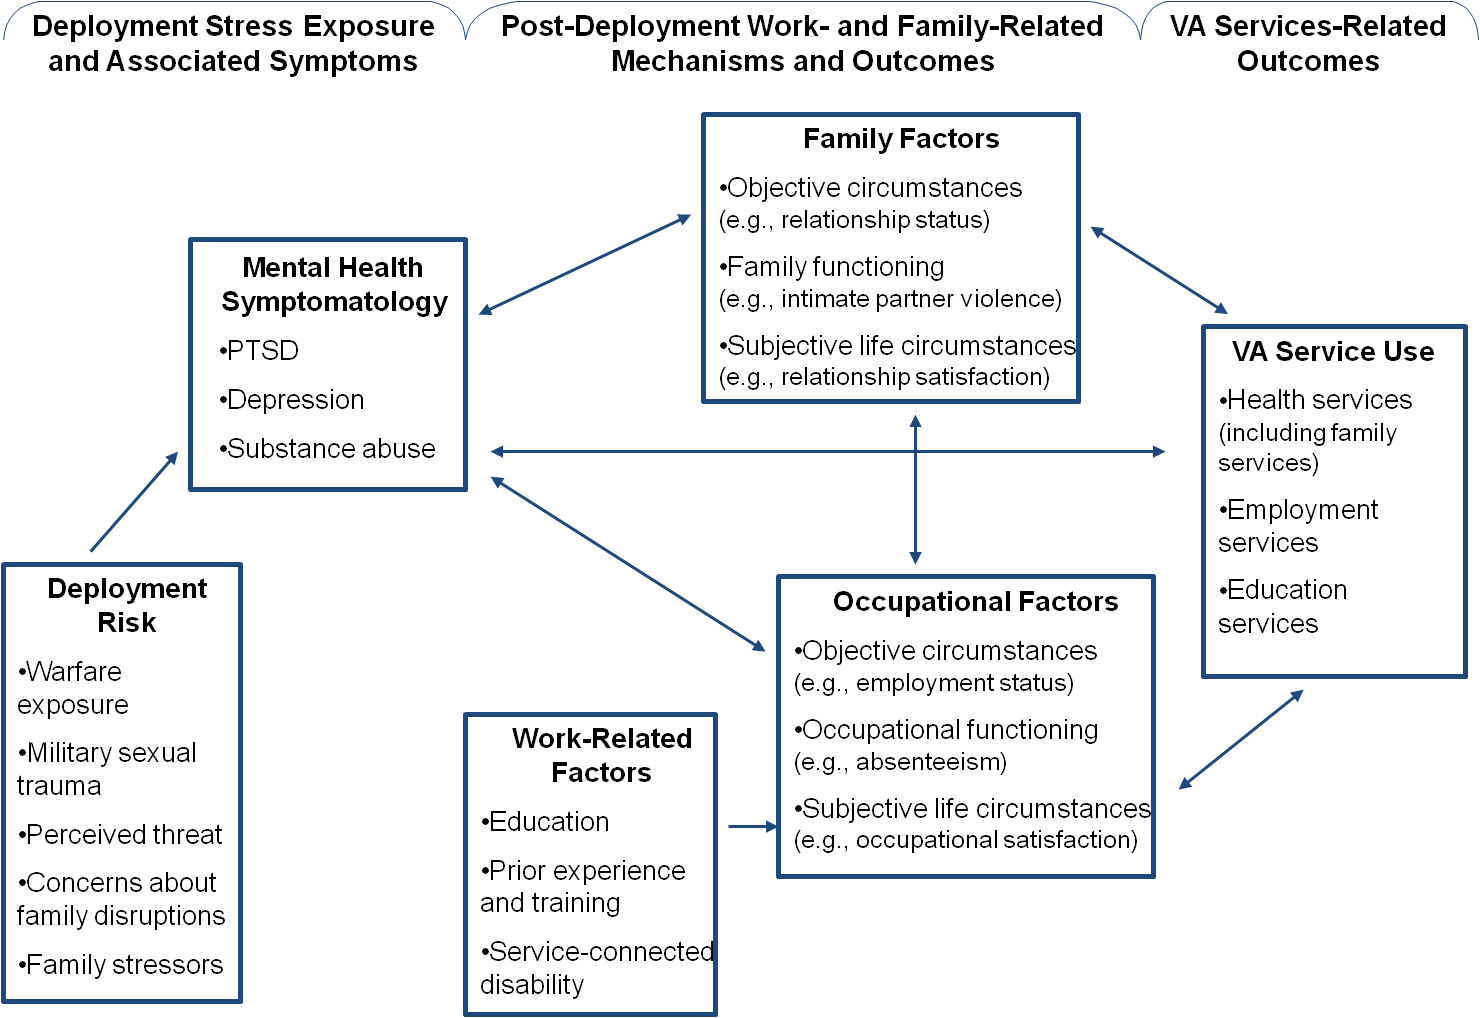 Deployment Stress Exposure
and Associated Symptoms
Post-Deployment Work- and Family-Related
Mechanisms and Outcomes
VA Services-Related
Outcomes
Family Factors
•Objective circumstances
(e.g., relationship status)
•Family functioning
(e.g., intimate partner violence)
•Subjective life circumstances
(e.g., relationship satisfaction)
Mental Health
Symptomatology
•PTSD
•Depression
•Substance abuse
VA Service Use
•Health services
(including family
services)
•Employment
services
•Education
services
Deployment
Risk
•Warfare
exposure
•Military sexual
trauma
•Perceived threat
•Concerns about
family disruptions
•Family stressors
Occupational Factors
•Objective circumstances
(e.g., employment status)
•Occupational functioning
(e.g., absenteeism)
•Subjective life circumstances
(e.g., occupational satisfaction)
Work-Related
Factors
•Education
•Prior experience
and training
•Service-connected
disability